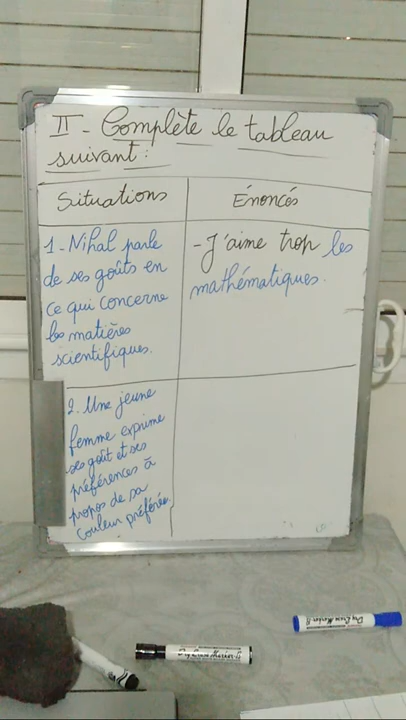 II - Complète le tableau
suivant :
Situations
Énoncés
1 - Nihal parle
de ses goûts en
ce qui concerne
les matières
scientifiques.
- J'aime trop les
mathématiques.
2. Une jeune
femme exprime
ses goût et ses
préférences à
propos de sa
couleur préférée.